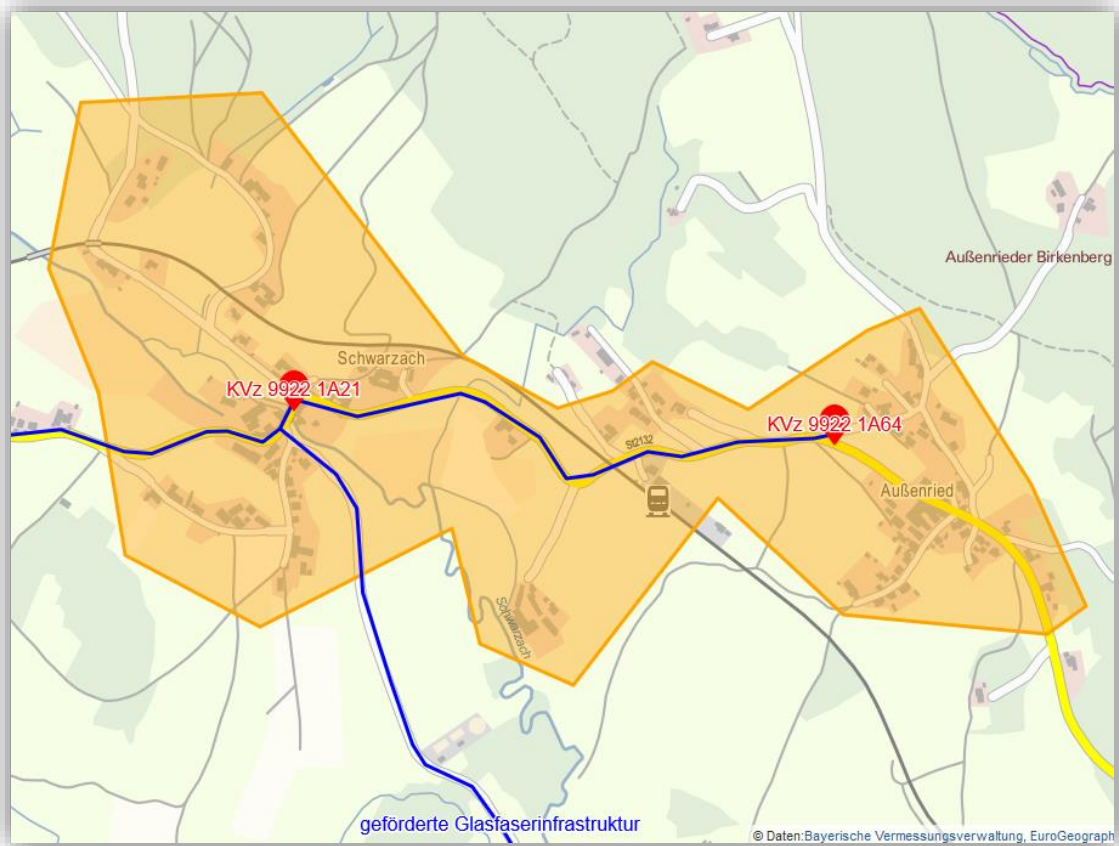 Außenrieder Birkenberg
Schwarzach
KVz 9922 1A21
KVz 9922 1A64
St2132
Außenried
Schwarzach
geförderte Glasfaserinfrastruktur
© Daten:Bayerische Vermessungsverwaltung, EuroGeograph